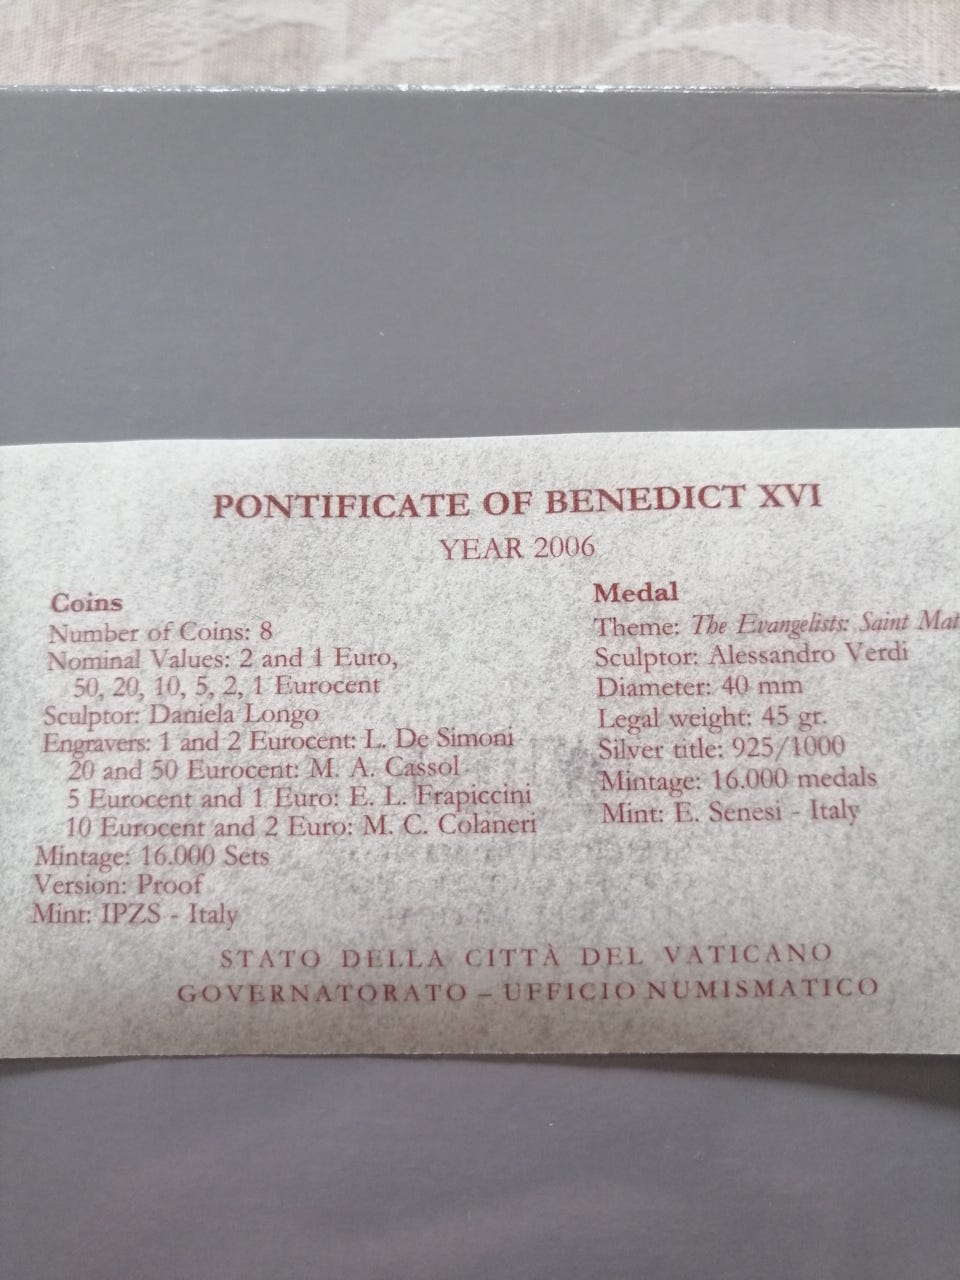 PONTIFICATE OF BENEDICT XVI
YEAR 2006
Coins
Number of Coins: 8
Nominal Values: 2 and 1 Euro,
50, 20, 10, 5, 2, 1 Eurocent
Sculptor: Daniela Longo
Engravers: 1 and 2 Eurocent: L. De Simoni
20 and 50 Eurocent: M. A. Cassol
5 Eurocent and 1 Euro: E. L. Frapiccini
10 Eurocent and 2 Euro: M. C. Colaneri
Mintage: 16.000 Sets
Version: Proof
Mint: IPZS - Italy
Medal
Theme: The Evangelists: Saint Mat
Sculptor: Alessandro Verdi
Diameter: 40 mm
Legal weight: 45 gr.
Silver title: 925/1000
Mintage: 16.000 medals
Mint: E. Senesi - Italy
STATO DELLA CITTÀ DEL VATICANO
GOVERNATORATO – UFFICIO NUMISMATICO